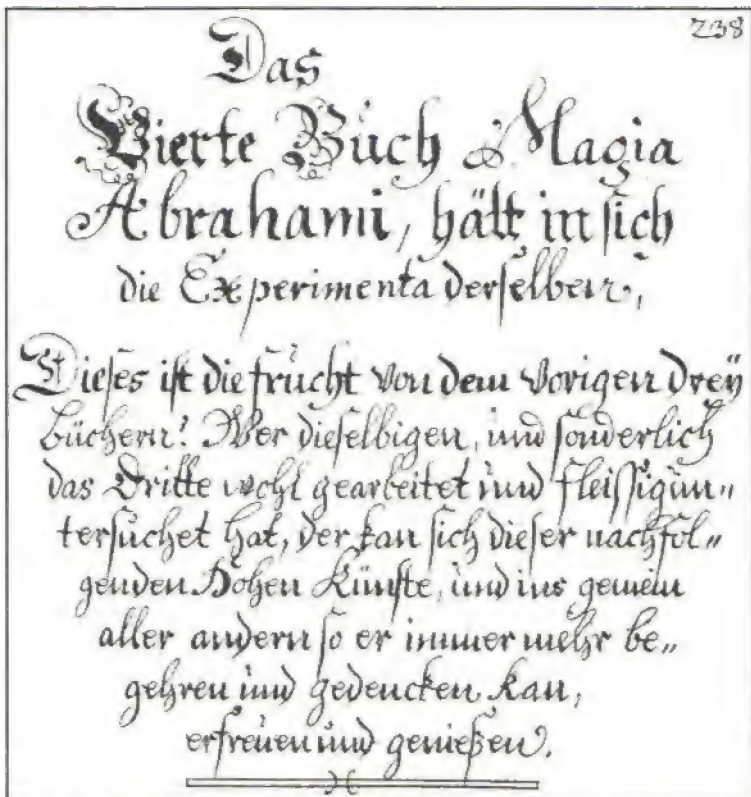 238
Das
Vierte Buch Magia
Abrahami, hält in sich
die Experimenta derselben,
Dieses ist die frucht von dem Vorigen dreÿ
büchern! Wer dieselbigen, und sonderlich
das Dritte wohl gearbeitet und fleissig un„
tersuchet hat, der kan sich dieser nachfol„
genden Hohen Künste, und ins gemein
aller andern so er immer mehr be„
gehren und gedencken kan,
erfreuen und genießen.